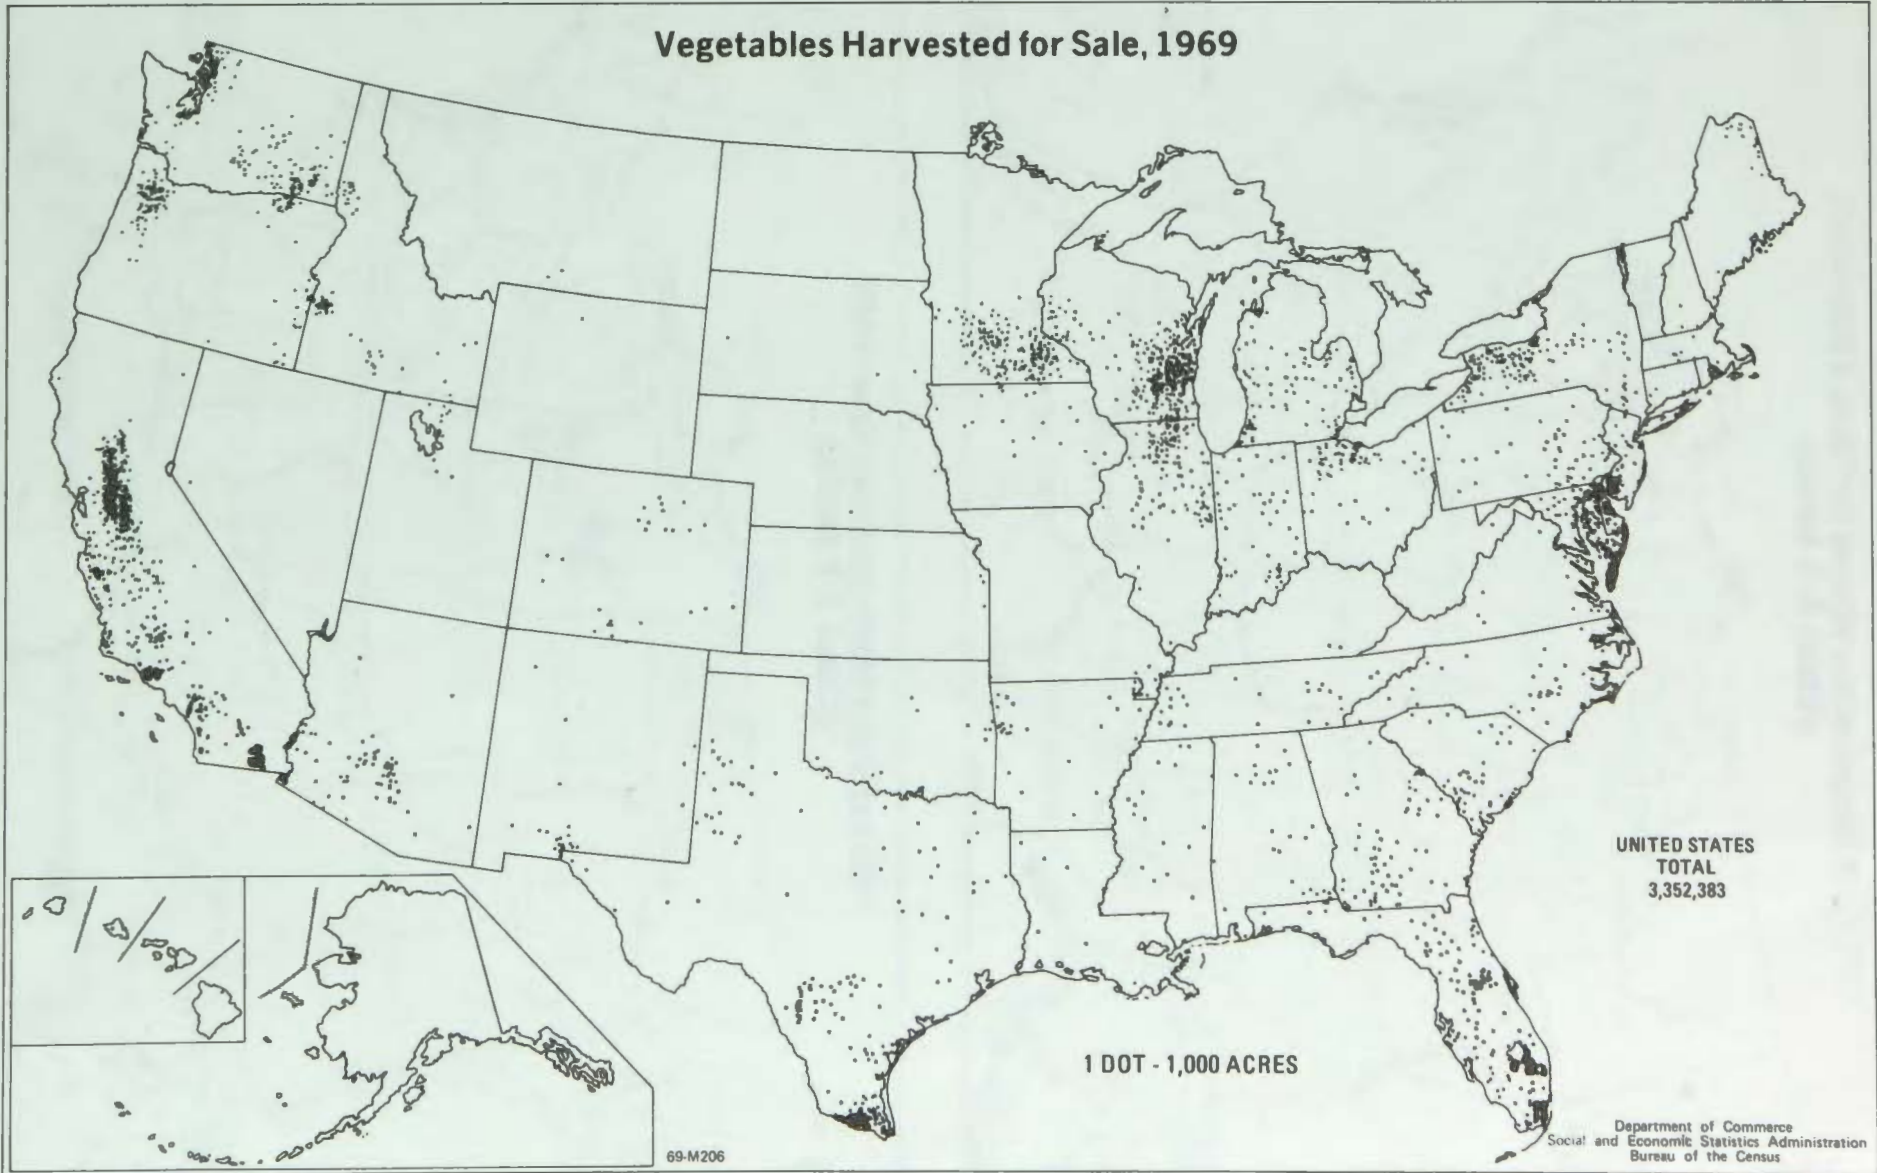 Vegetables Harvested for Sale, 1969
UNITED STATES
TOTAL
3,352,383
1 DOT - 1,000 ACRES
69-M206
Department of Commerce
Social and Economic Statistics Administration
Bureau of the Census